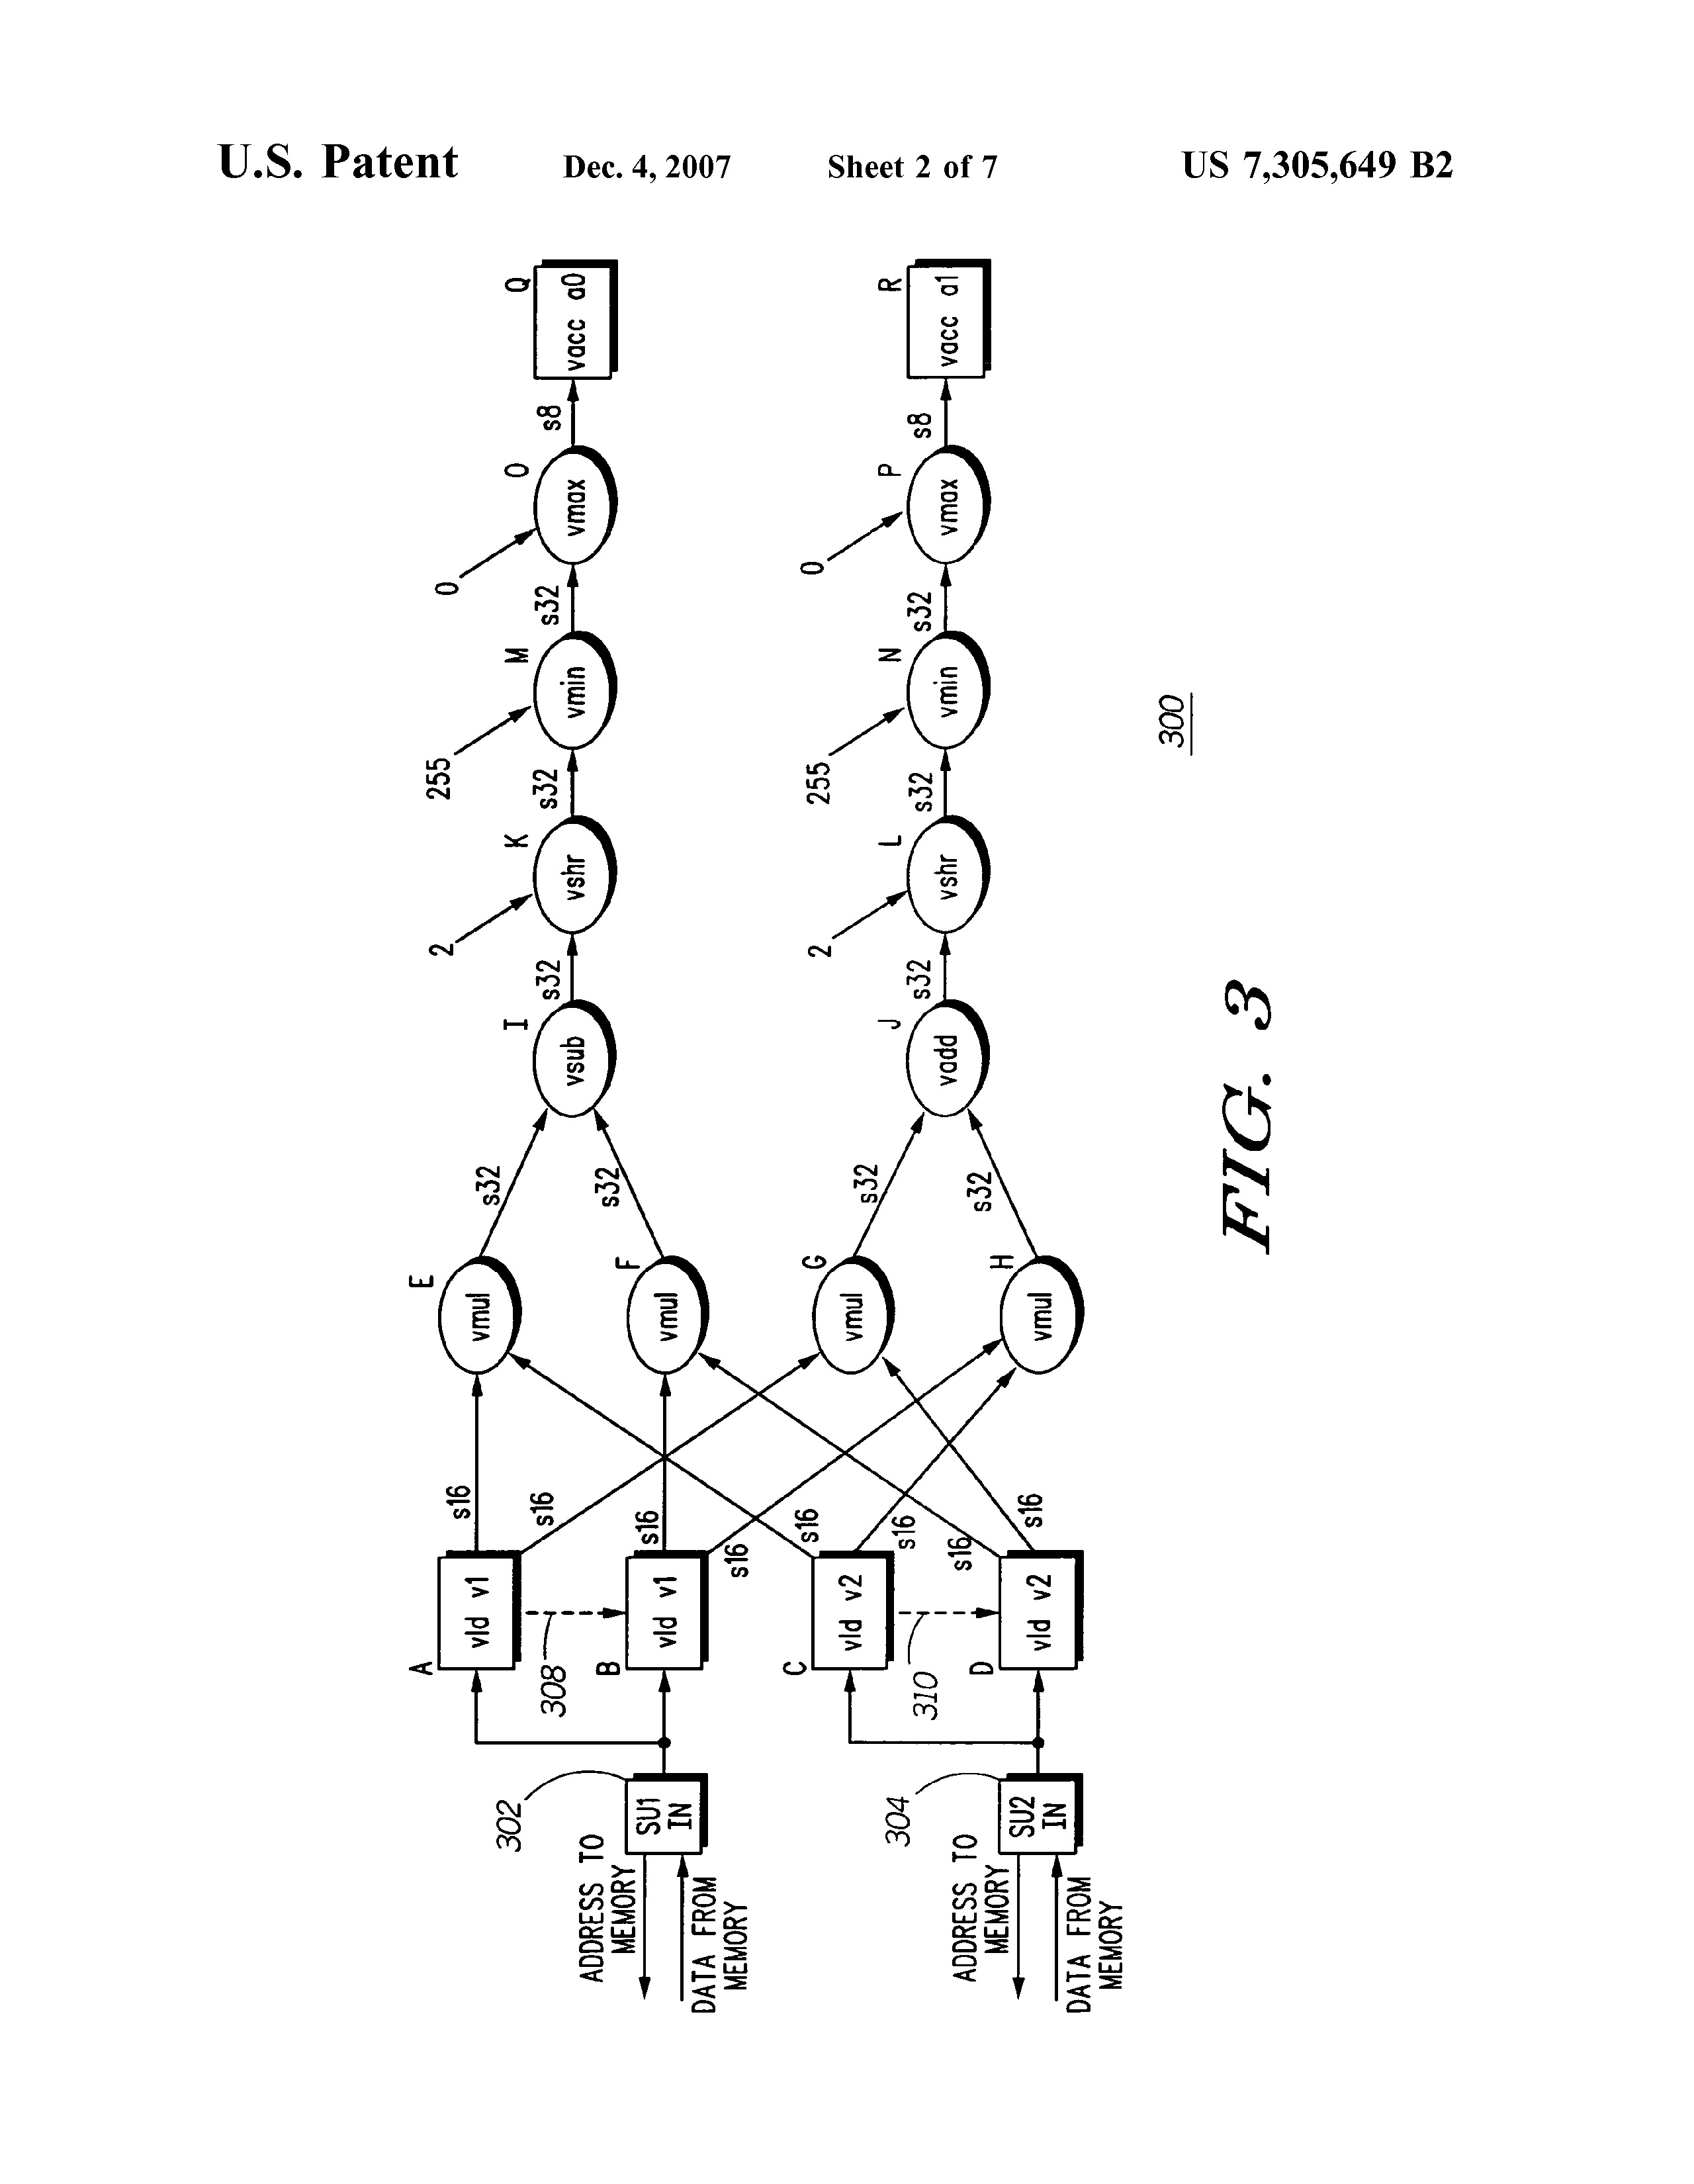 U.S. Patent Dec. 4, 2007 Sheet 2 of 7 US 7,305,649 B2
ADDRESS TO
MEMORY
DATA FROM
MEMORY
302
SU1
IN
A
vld v1
308
B
vld v1
s16
s16
s16
s16
E
vmul
F
vmul
s32
s32
I
vsub
s32
2
K
vshr
s32
255
M
vmin
s32
0
O
vmax
s8
Q
vacc a0
ADDRESS TO
MEMORY
DATA FROM
MEMORY
304
SU2
IN
C
vld v2
310
D
vld v2
s16
s16
s16
s16
G
vmul
H
vmul
s32
s32
J
vadd
s32
2
L
vshr
s32
255
N
vmin
s32
0
P
vmax
s8
R
vacc a1
300
FIG. 3